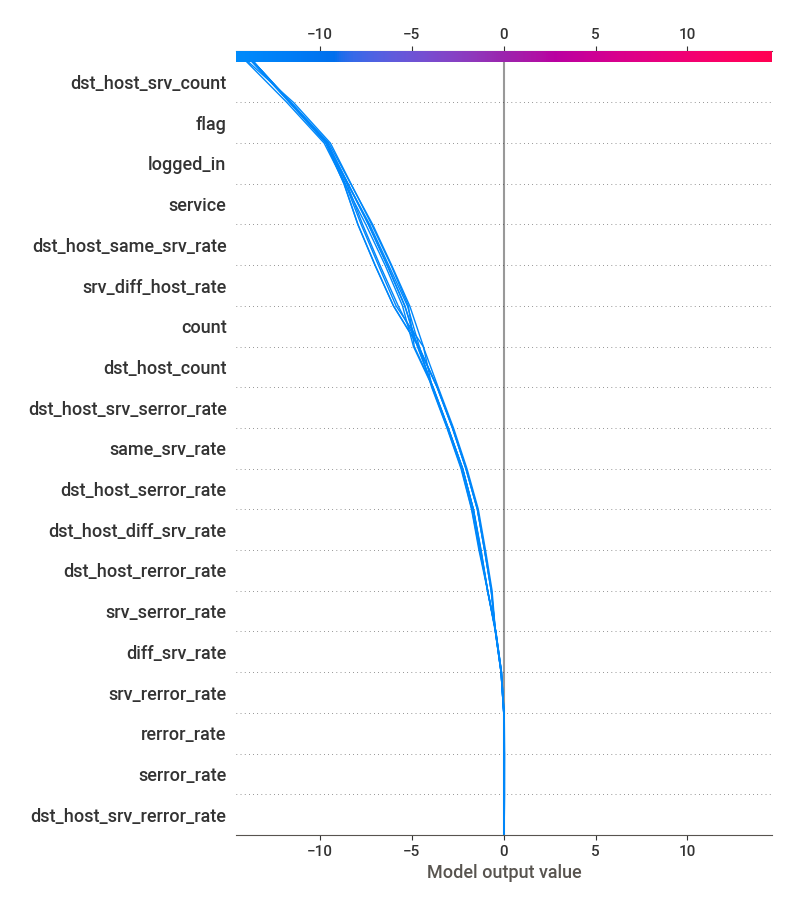 −10 −5 0 5 10
dst_host_srv_count
flag
logged_in
service
dst_host_same_srv_rate
srv_diff_host_rate
count
dst_host_count
dst_host_srv_serror_rate
same_srv_rate
dst_host_serror_rate
dst_host_diff_srv_rate
dst_host_rerror_rate
srv_serror_rate
diff_srv_rate
srv_rerror_rate
rerror_rate
serror_rate
dst_host_srv_rerror_rate
−10 −5 0 5 10
Model output value